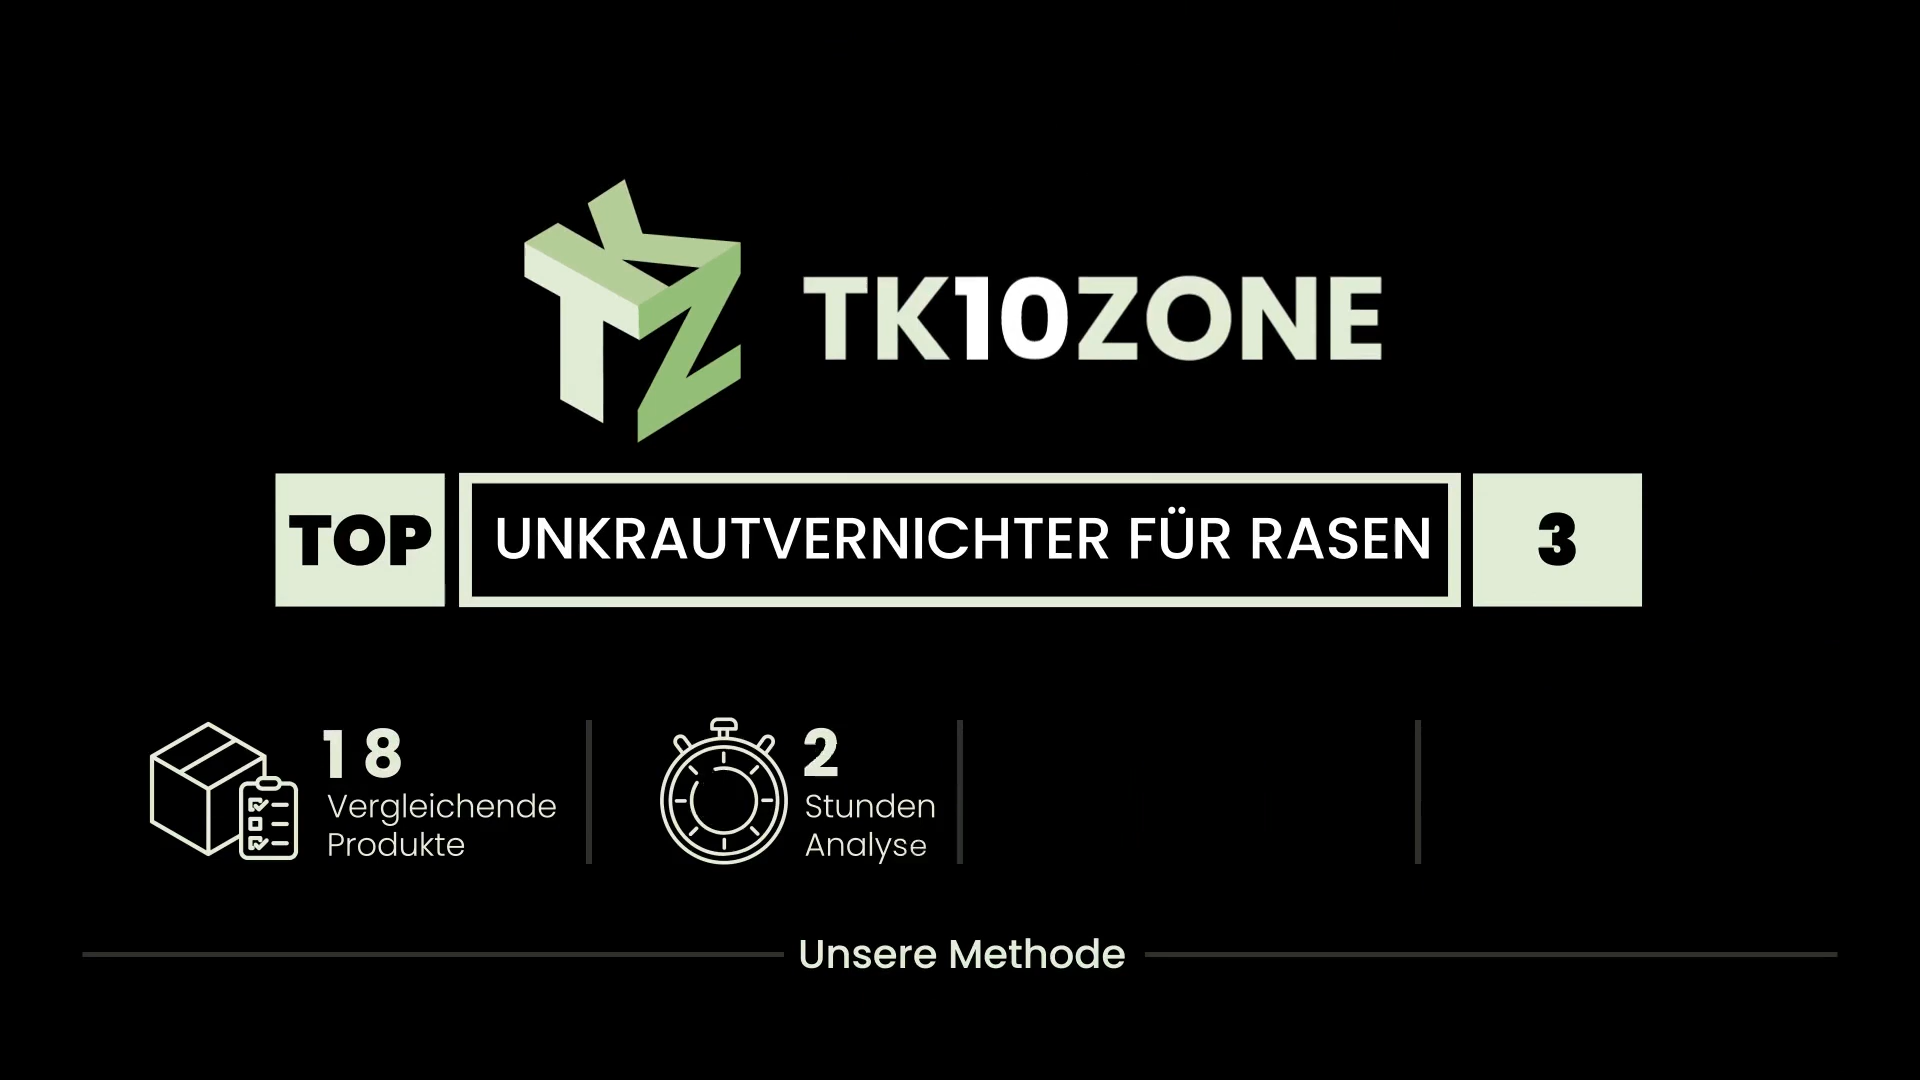 TK10ZONE
TOP UNKRAUTVERNICHTER FÜR RASEN 3
18
Vergleichende
Produkte
2
Stunden
Analyse
Unsere Methode